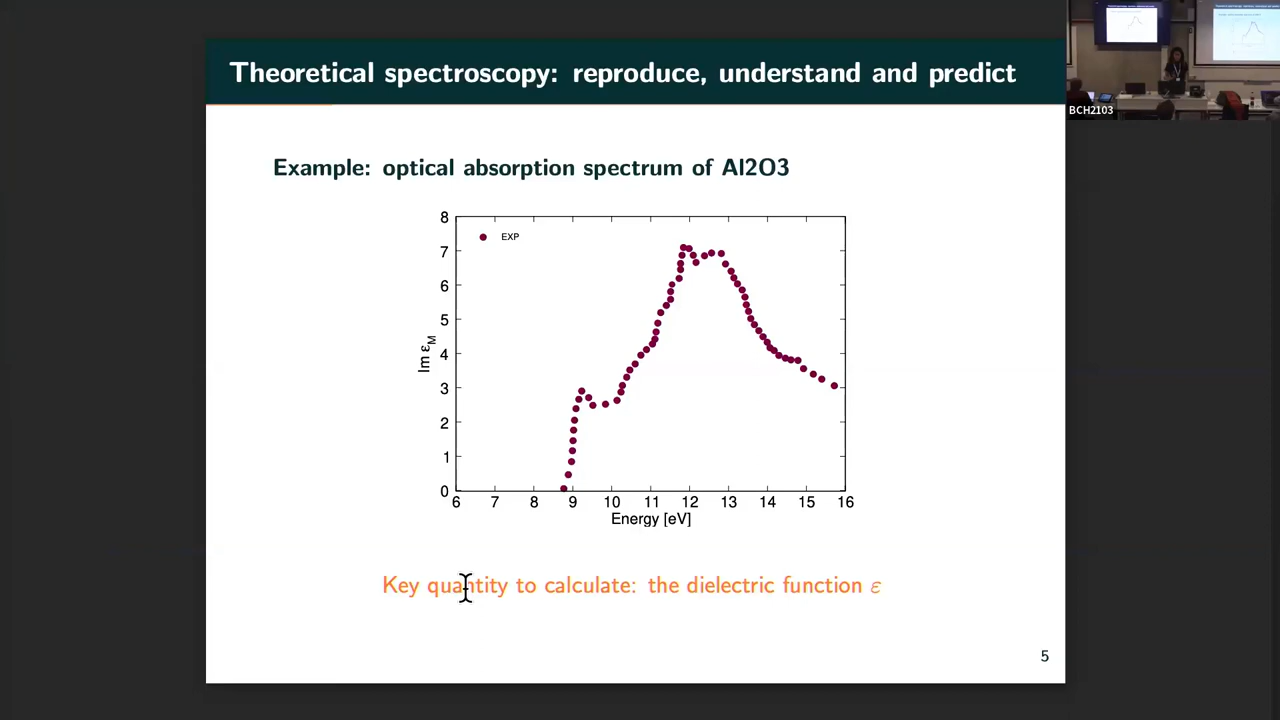 Theoretical spectroscopy: reproduce, understand and predict
BCH2103
Example: optical absorption spectrum of Al2O3
8
7
6
5
4
3
2
1
0
Im ε_M
EXP
6 7 8 9 10 11 12 13 14 15 16
Energy [eV]
Key quantity to calculate: the dielectric function ε
5